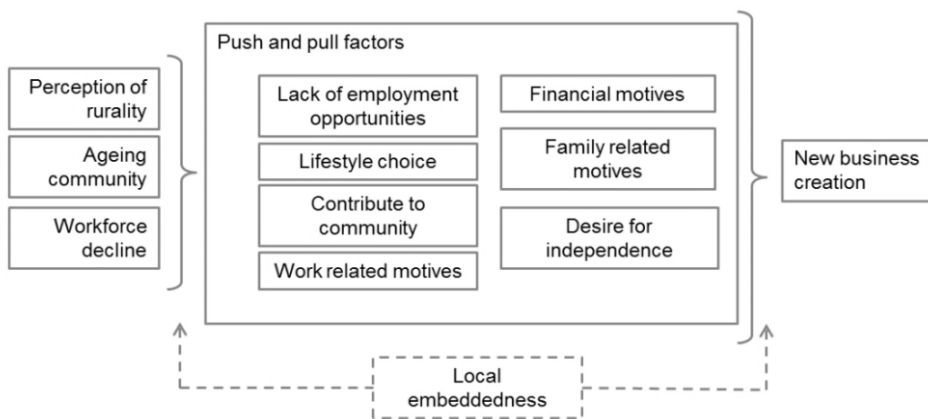 Push and pull factors
Perception of
rurality
Ageing
community
Workforce
decline
Lack of employment
opportunities
Lifestyle choice
Contribute to
community
Work related motives
Financial motives
Family related
motives
Desire for
independence
New business
creation
Local
embeddedness